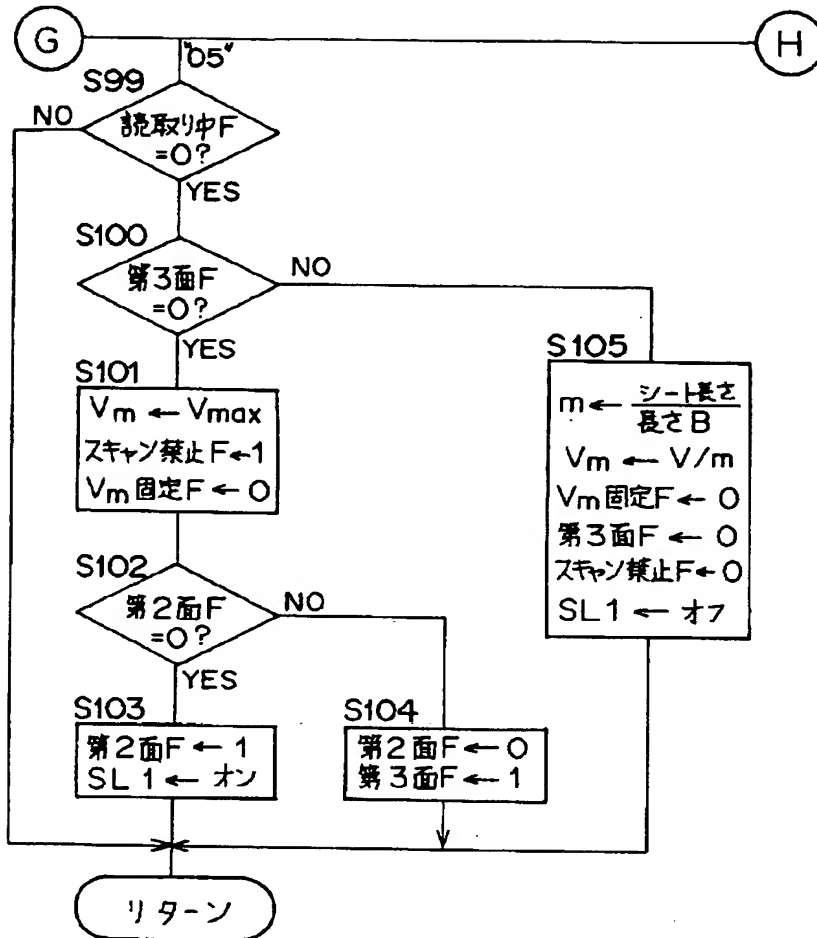 G
H
"05"
S99
NO
読取り中F
=0?
YES
S100
NO
第3面F
=0?
YES
S101
Vm ← Vmax
スキャン禁止F←1
Vm固定F ← 0
S105
m← シート長さ
長さB
Vm ← V/m
Vm固定F ← 0
第3面F ← 0
スキャン禁止F←0
SL1 ← オフ
S102
NO
第2面F
=0?
YES
S103
第2面F ← 1
SL1 ← オン
S104
第2面F ← 0
第3面F ← 1
リターン